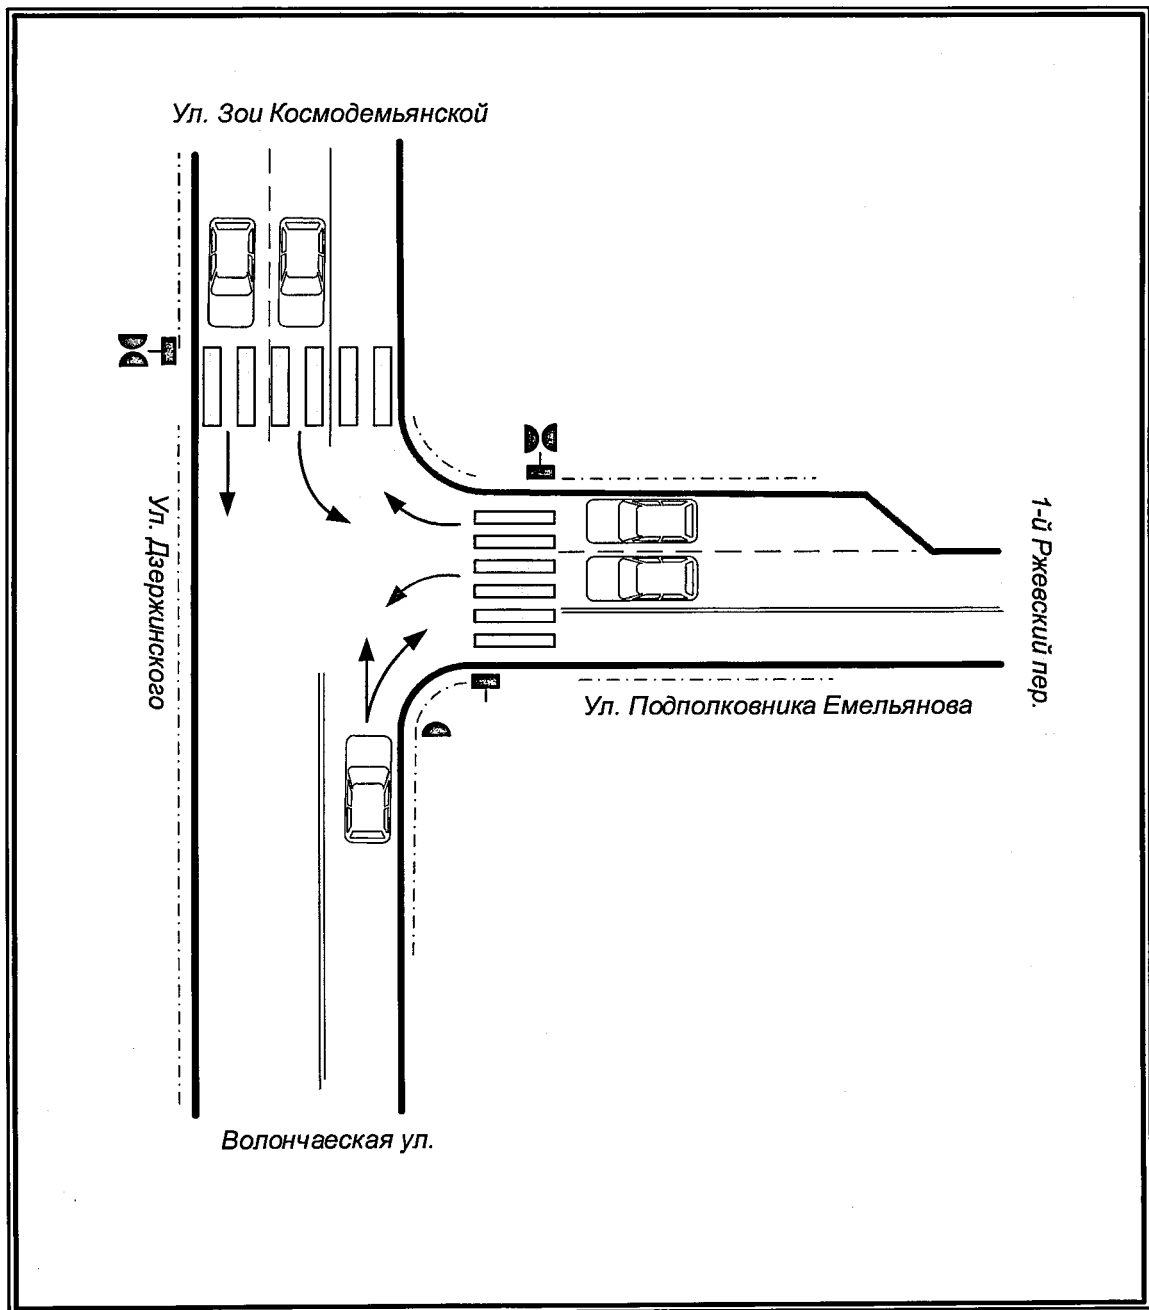 Ул. Зои Космодемьянской
Ул. Дзержинского
1-й Ржевский пер.
Ул. Подполковника Емельянова
Волончаеская ул.